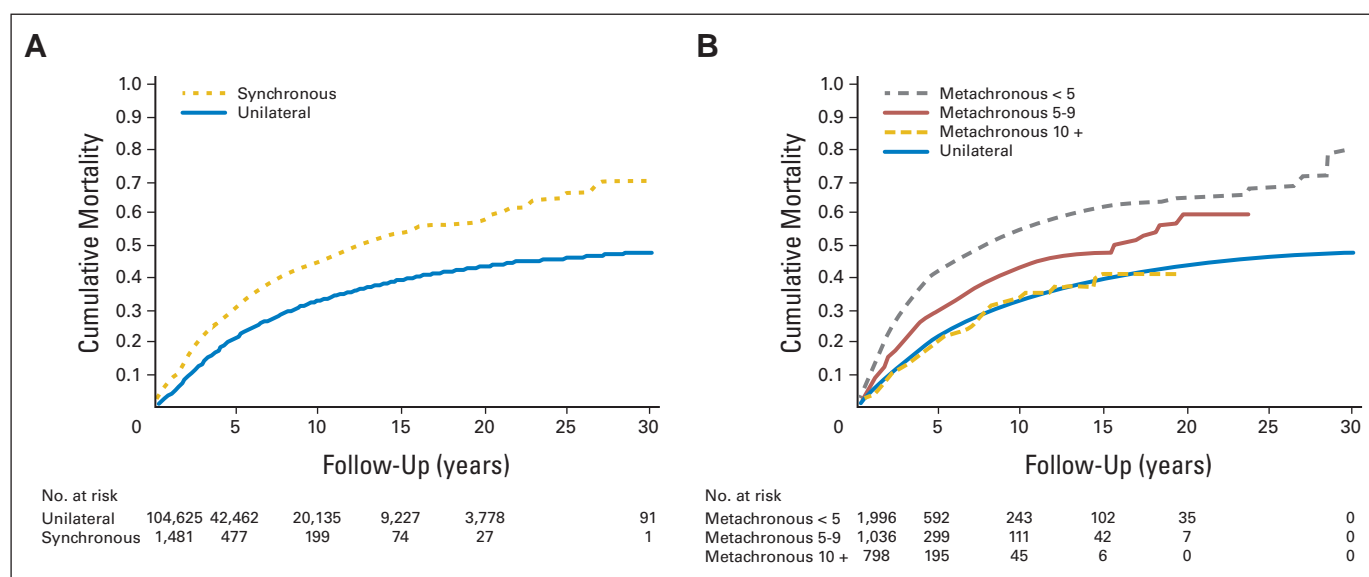 A
Cumulative Mortality
1.0
0.9
0.8
0.7
0.6
0.5
0.4
0.3
0.2
0.1
Synchronous
Unilateral
0 5 10 15 20 25 30
Follow-Up (years)
No. at risk
Unilateral 104,625 42,462 20,135 9,227 3,778 91
Synchronous 1,481 477 199 74 27 1
B
Cumulative Mortality
1.0
0.9
0.8
0.7
0.6
0.5
0.4
0.3
0.2
0.1
Metachronous < 5
Metachronous 5-9
Metachronous 10 +
Unilateral
0 5 10 15 20 25 30
Follow-Up (years)
No. at risk
Metachronous < 5 1,996 592 243 102 35 0
Metachronous 5-9 1,036 299 111 42 7 0
Metachronous 10 + 798 195 45 6 0 0